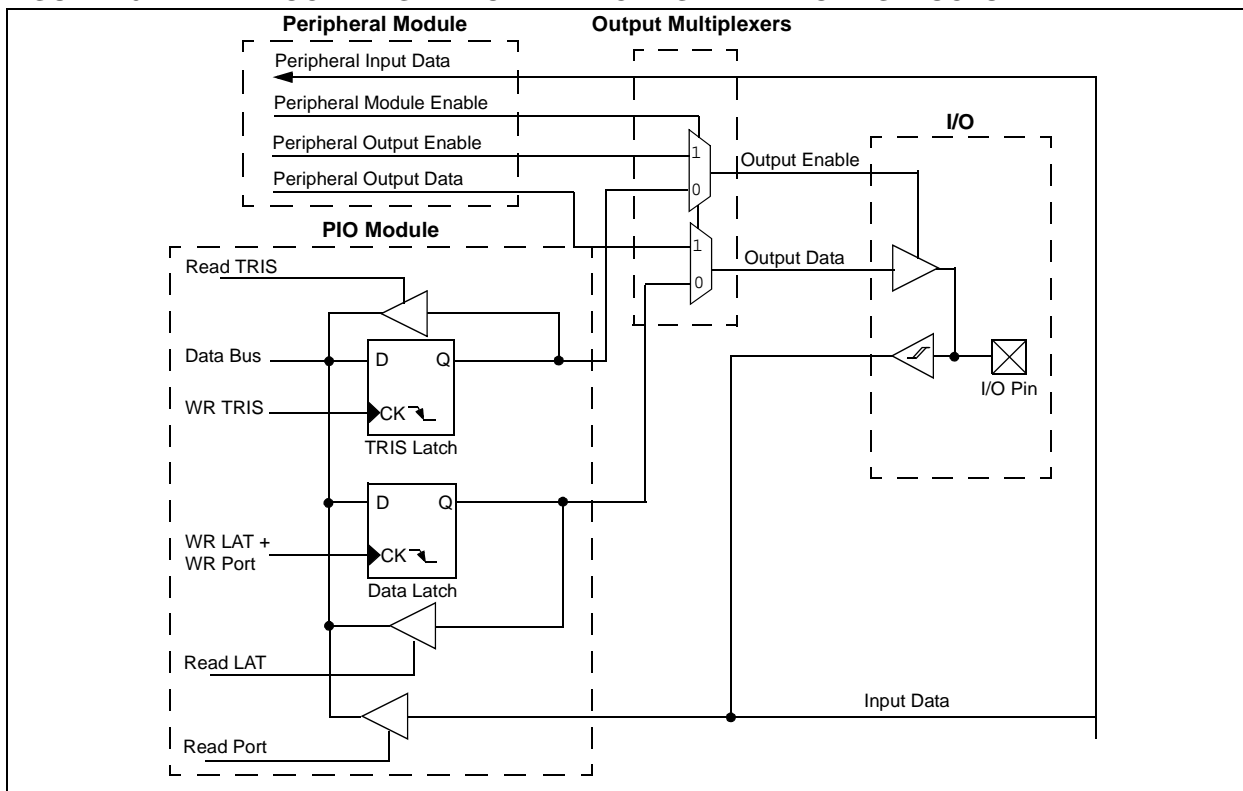 Peripheral Module
Output Multiplexers
Peripheral Input Data
Peripheral Module Enable
Peripheral Output Enable
Peripheral Output Data
I/O
1
0
Output Enable
1
0
Output Data
I/O Pin
PIO Module
Read TRIS
Data Bus
D Q
WR TRIS
CK
TRIS Latch
D Q
WR LAT +
WR Port
CK
Data Latch
Read LAT
Input Data
Read Port